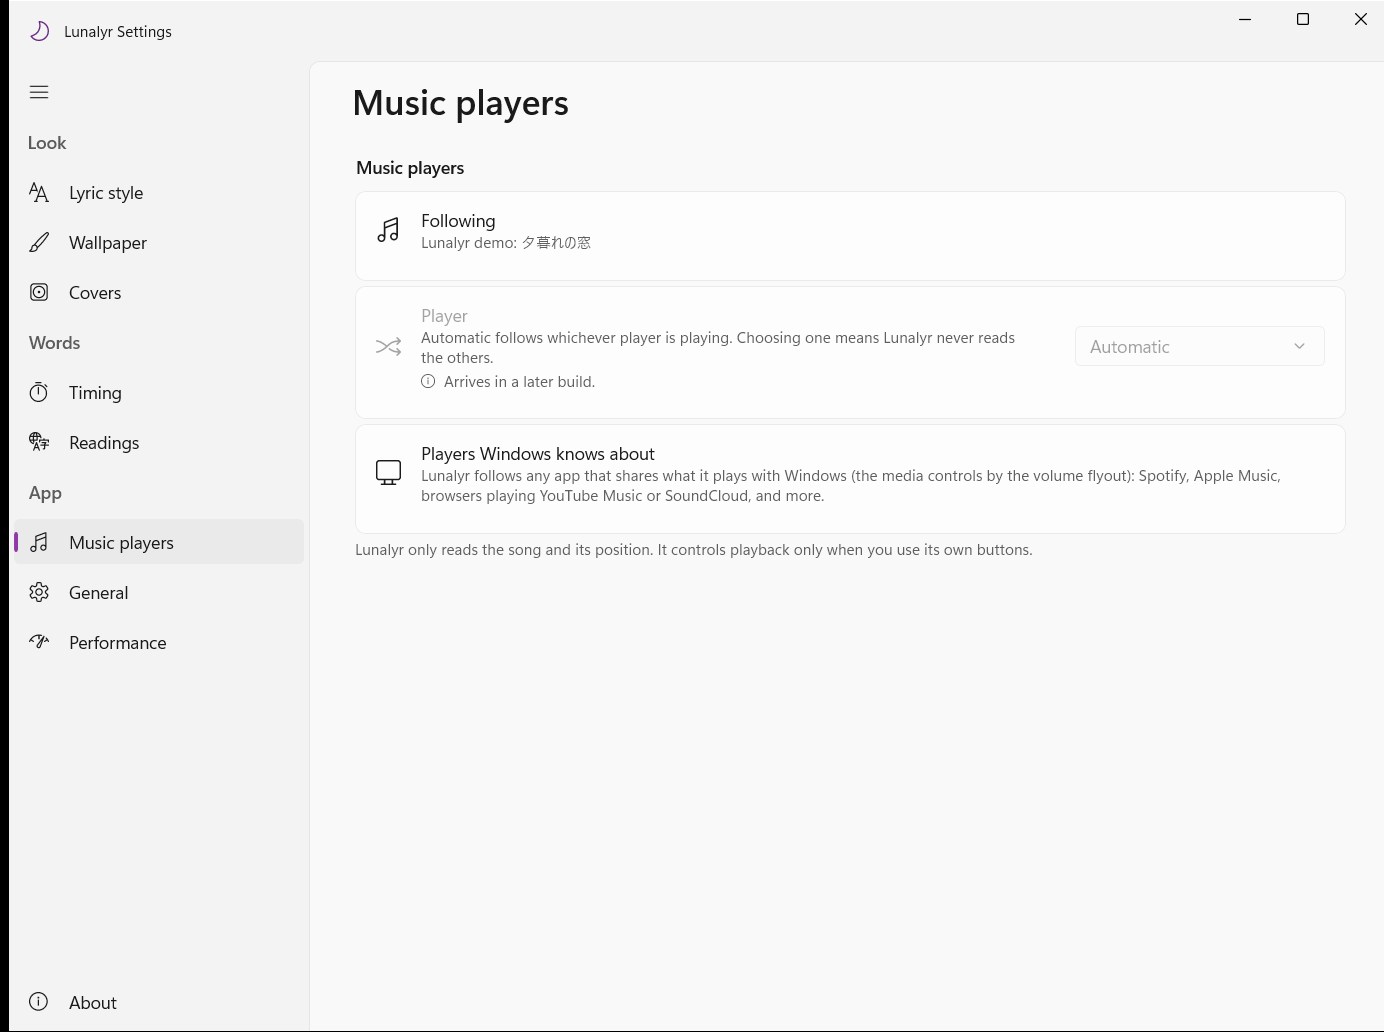 Lunalyr Settings
Look
Lyric style
Wallpaper
Covers
Words
Timing
Readings
App
Music players
General
Performance
About
Music players
Music players
Following
Lunalyr demo: 夕暮れの窓
Player
Automatic follows whichever player is playing. Choosing one means Lunalyr never reads
the others.
Arrives in a later build.
Automatic
Players Windows knows about
Lunalyr follows any app that shares what it plays with Windows (the media controls by the volume flyout): Spotify, Apple Music,
browsers playing YouTube Music or SoundCloud, and more.
Lunalyr only reads the song and its position. It controls playback only when you use its own buttons.